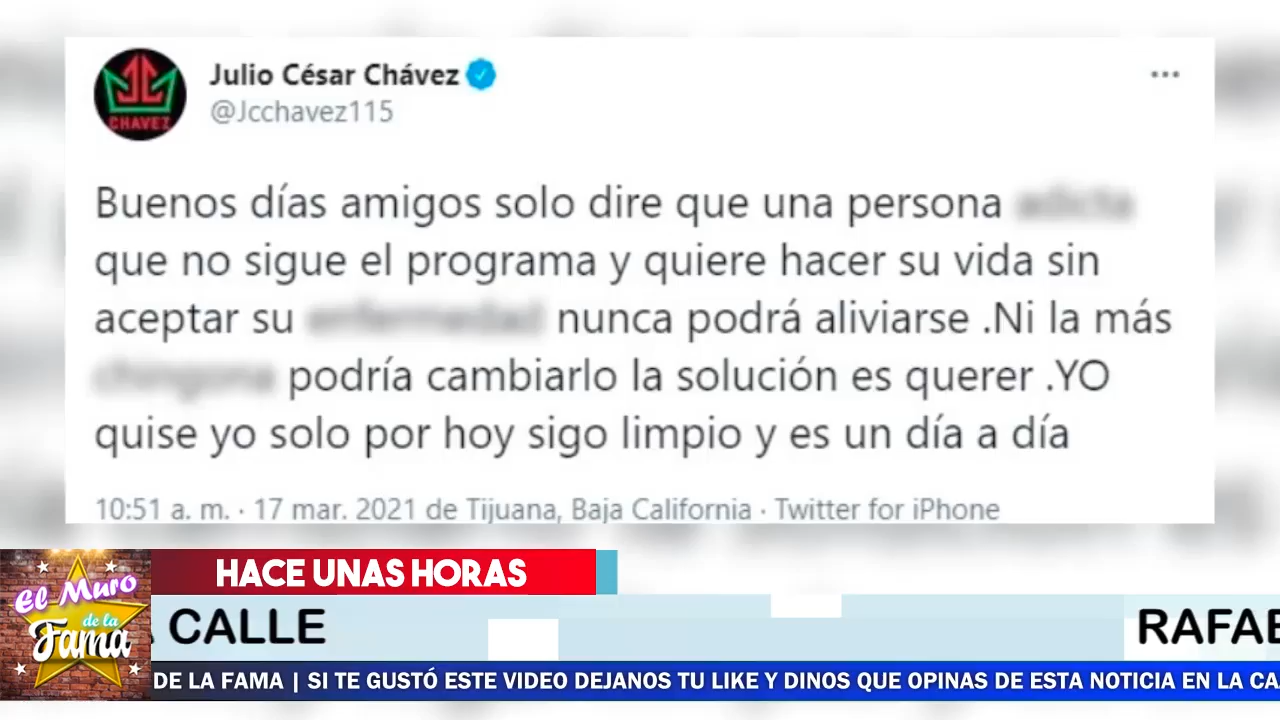 Julio César Chávez
@Jcchavez115
CHAVEZ
Buenos días amigos solo dire que una persona
que no sigue el programa y quiere hacer su vida sin
aceptar su nunca podrá aliviarse .Ni la más
podría cambiarlo la solución es querer .YO
quise yo solo por hoy sigo limpio y es un día a día
10:51 a. m. · 17 mar. 2021 de Tijuana, Baja California · Twitter for iPhone
HACE UNAS HORAS
El Muro
de la
Fama
CALLE
RAFAE
DE LA FAMA | SI TE GUSTÓ ESTE VIDEO DEJANOS TU LIKE Y DINOS QUE OPINAS DE ESTA NOTICIA EN LA CA